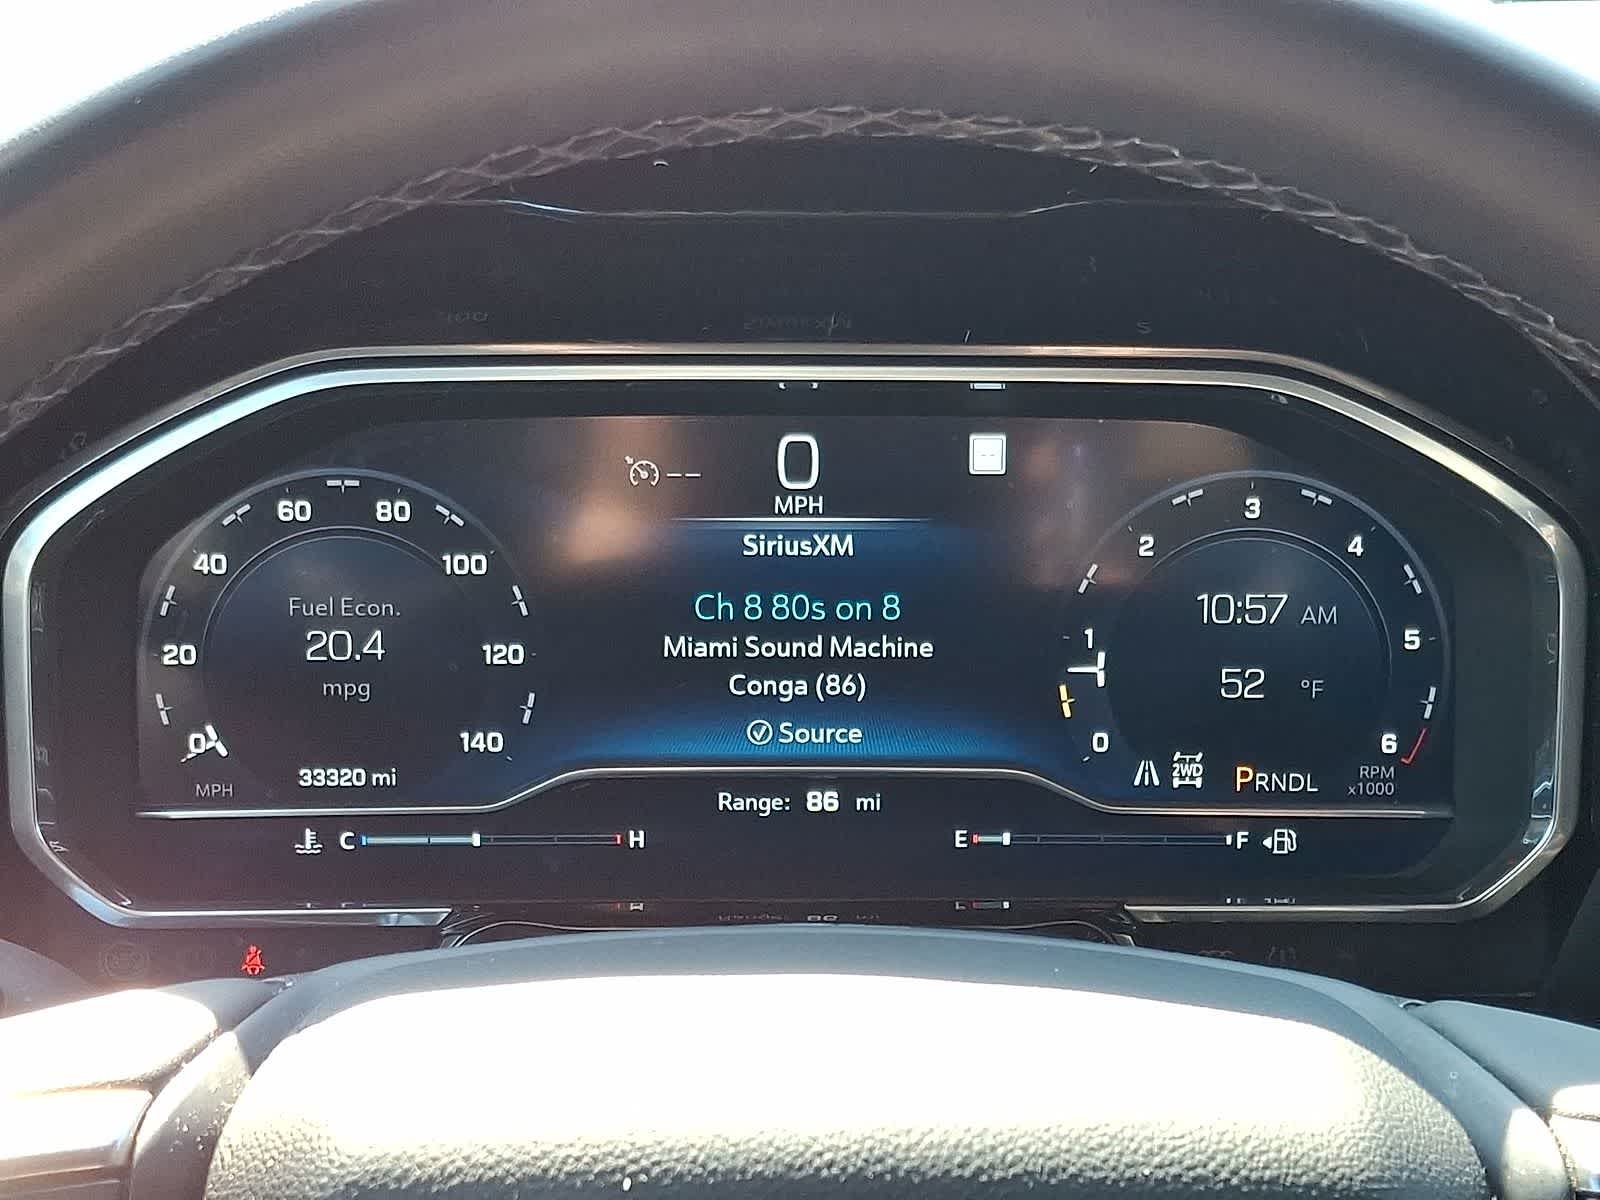 0
MPH
--
--
SiriusXM
Ch 8 80s on 8
Miami Sound Machine
Conga (86)
Source
60 80
40 100
20 120
0 140
Fuel Econ.
20.4
mpg
MPH
33320 mi
3
2 4
1 5
0 6
10:57 AM
52 °F
2WD
PRNDL
RPM
x1000
Range: 86 mi
C H
E F